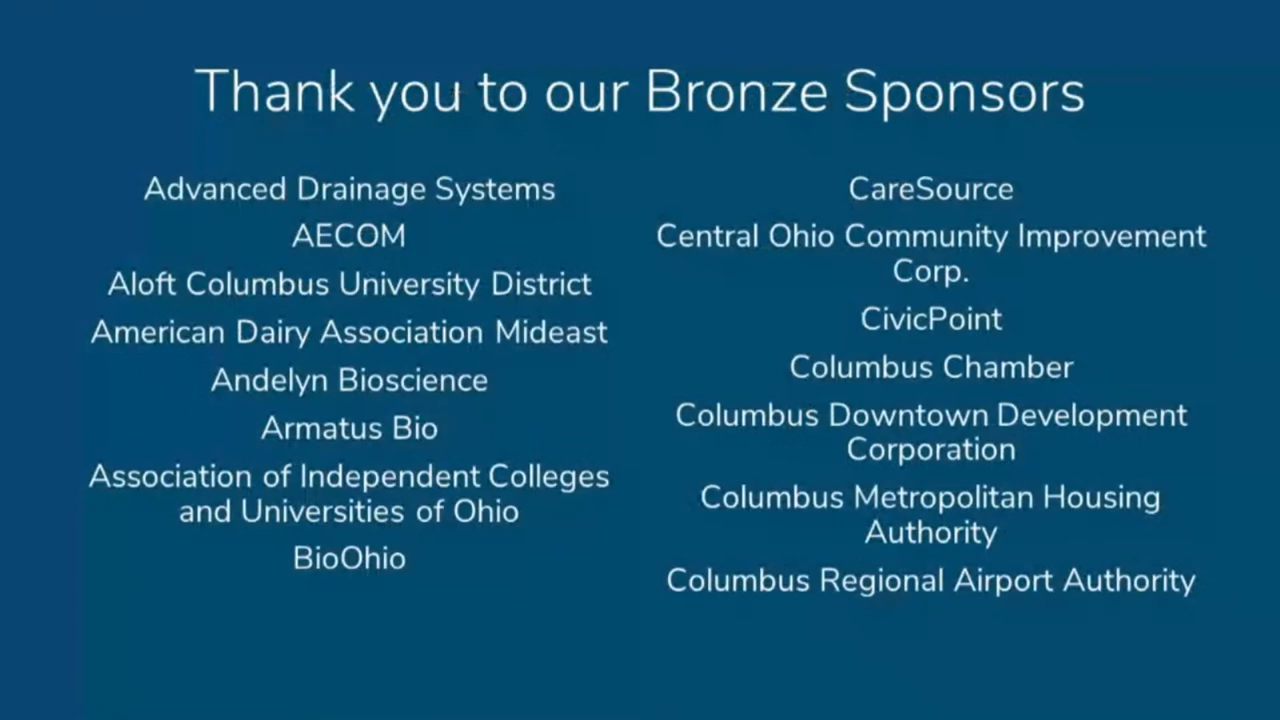 Thank you to our Bronze Sponsors
Advanced Drainage Systems
AECOM
Aloft Columbus University District
American Dairy Association Mideast
Andelyn Bioscience
Armatus Bio
Association of Independent Colleges
and Universities of Ohio
BioOhio
CareSource
Central Ohio Community Improvement
Corp.
CivicPoint
Columbus Chamber
Columbus Downtown Development
Corporation
Columbus Metropolitan Housing
Authority
Columbus Regional Airport Authority